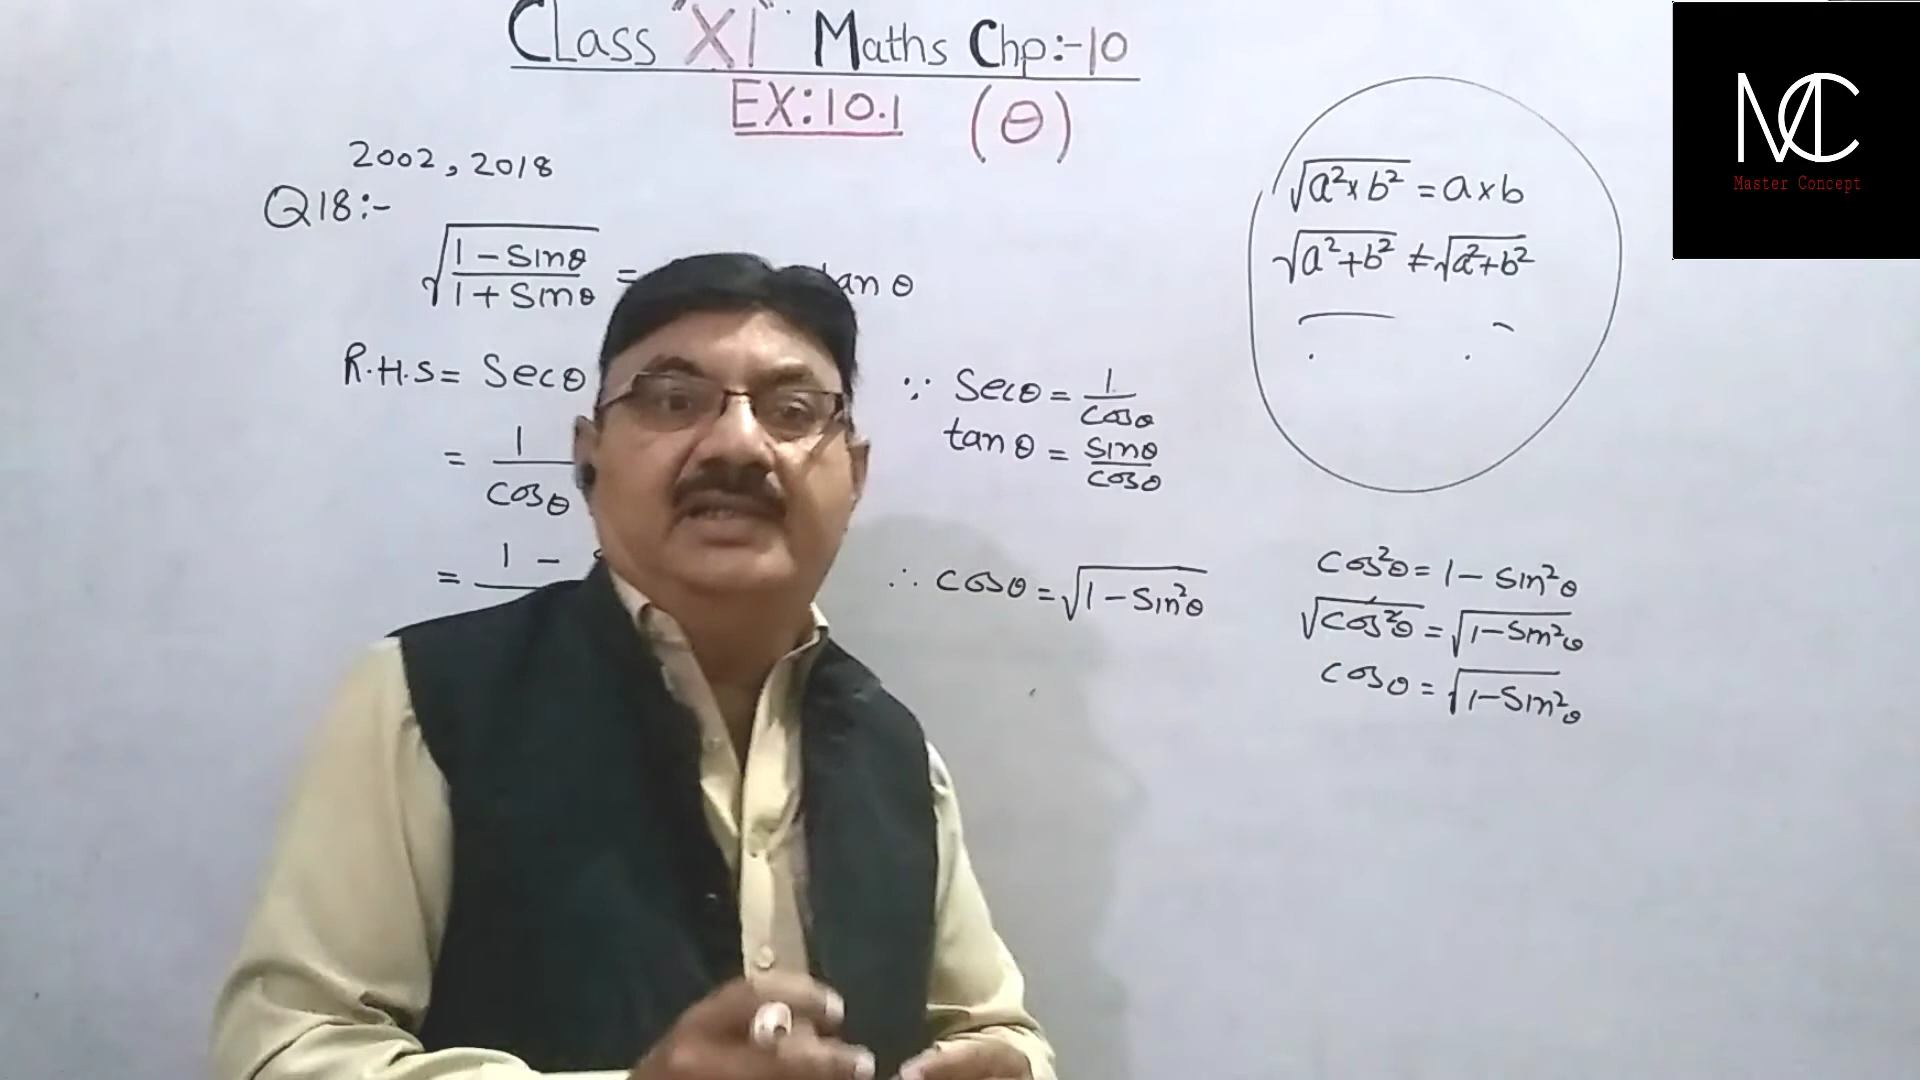 Class "XI" Maths Chp:-10
EX:10.1 (θ)
2002, 2018
Q18:-
√(1-Sinθ / 1+Sinθ) = tan θ
R.H.S = Secθ
= 1/cosθ
= 1 -
∵ Secθ = 1/cosθ
tan θ = sinθ/cosθ
∴ cosθ = √(1-Sin²θ)
√(a²×b²) = a×b
√(a²+b²) ≠ √(a²+b²)
cos²θ = 1 - Sin²θ
√(cos²θ) = √(1-Sin²θ)
cosθ = √(1-Sin²θ)
MC
Master Concept